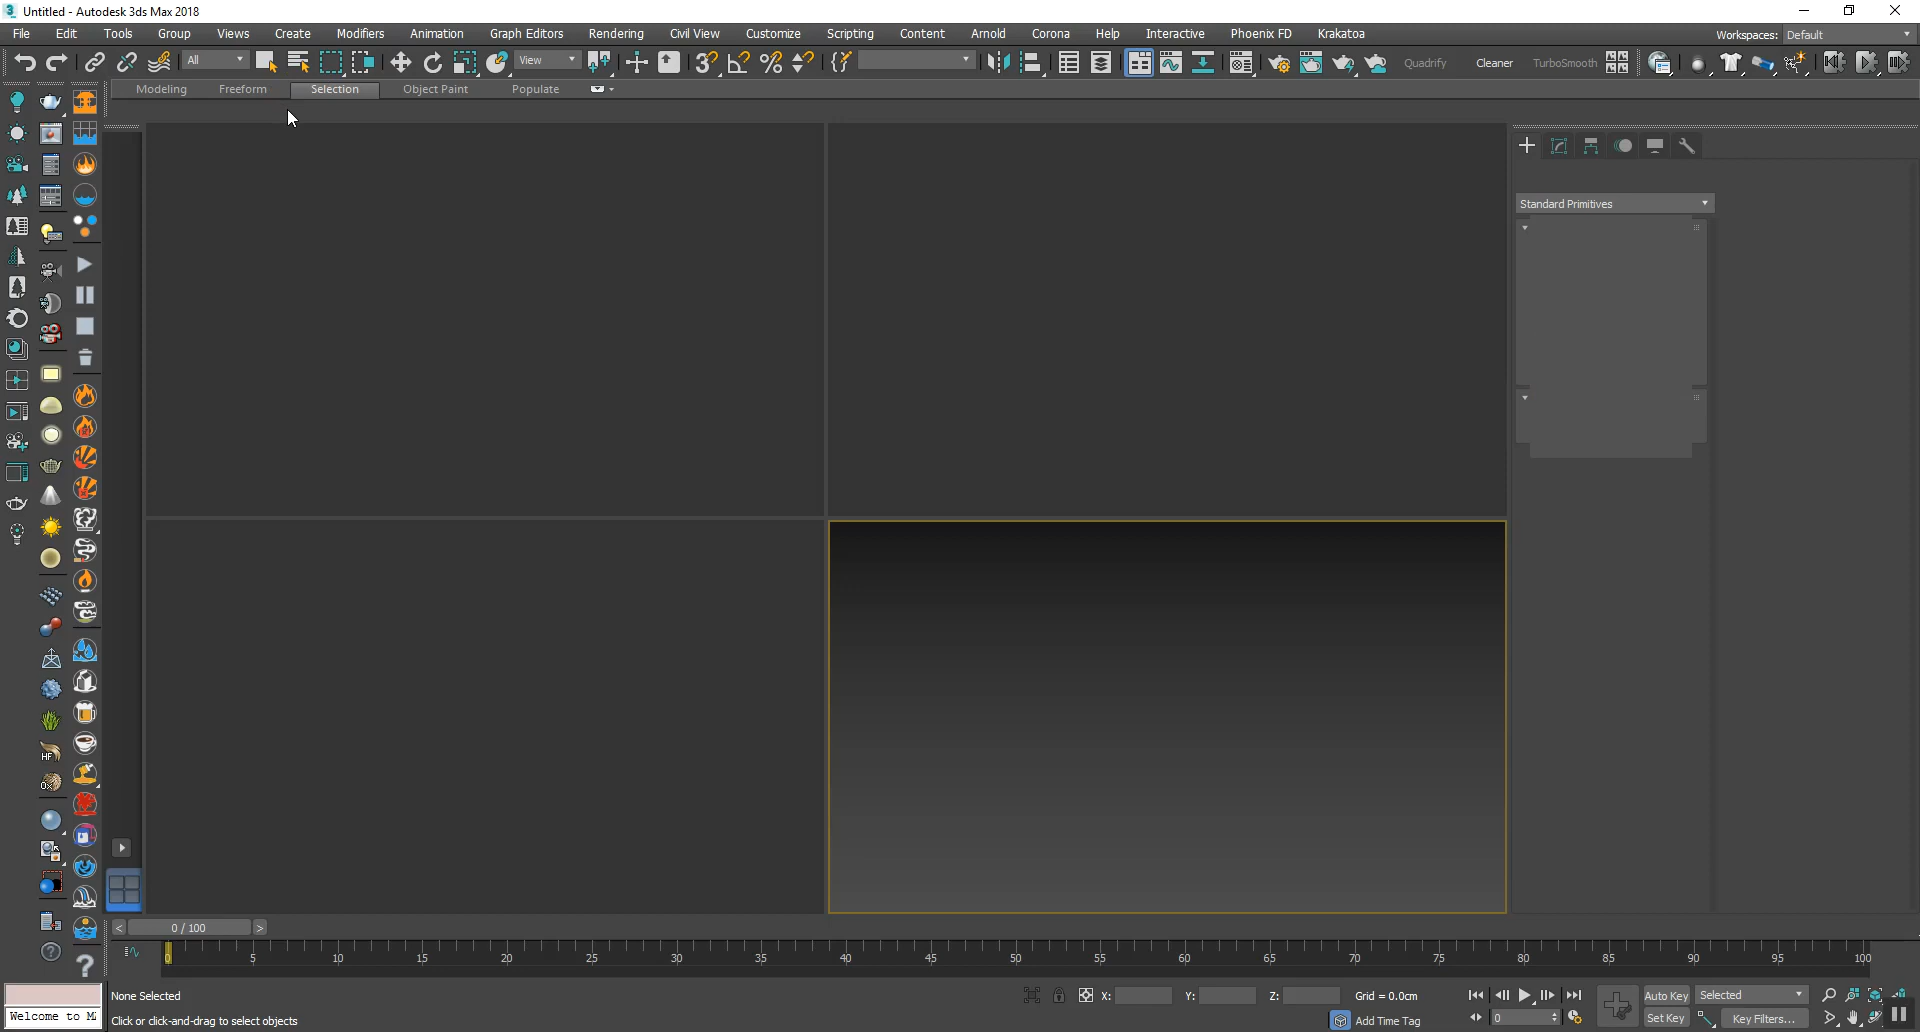 Untitled - Autodesk 3ds Max 2018
File Edit Tools Group Views Create Modifiers Animation Graph Editors Rendering Civil View Customize Scripting Content Arnold Corona Help Interactive Phoenix FD Krakatoa Workspaces: Default
All View Quadrify Cleaner TurboSmooth
Modeling Freeform Selection Object Paint Populate
Standard Primitives
< 0 / 100 >
0 5 10 15 20 25 30 35 40 45 50 55 60 65 70 75 80 85 90 95 100
None Selected X: Y: Z: Grid = 0.0cm Auto Key Selected
Welcome to M Click or click-and-drag to select objects Add Time Tag 0 Set Key Key Filters...